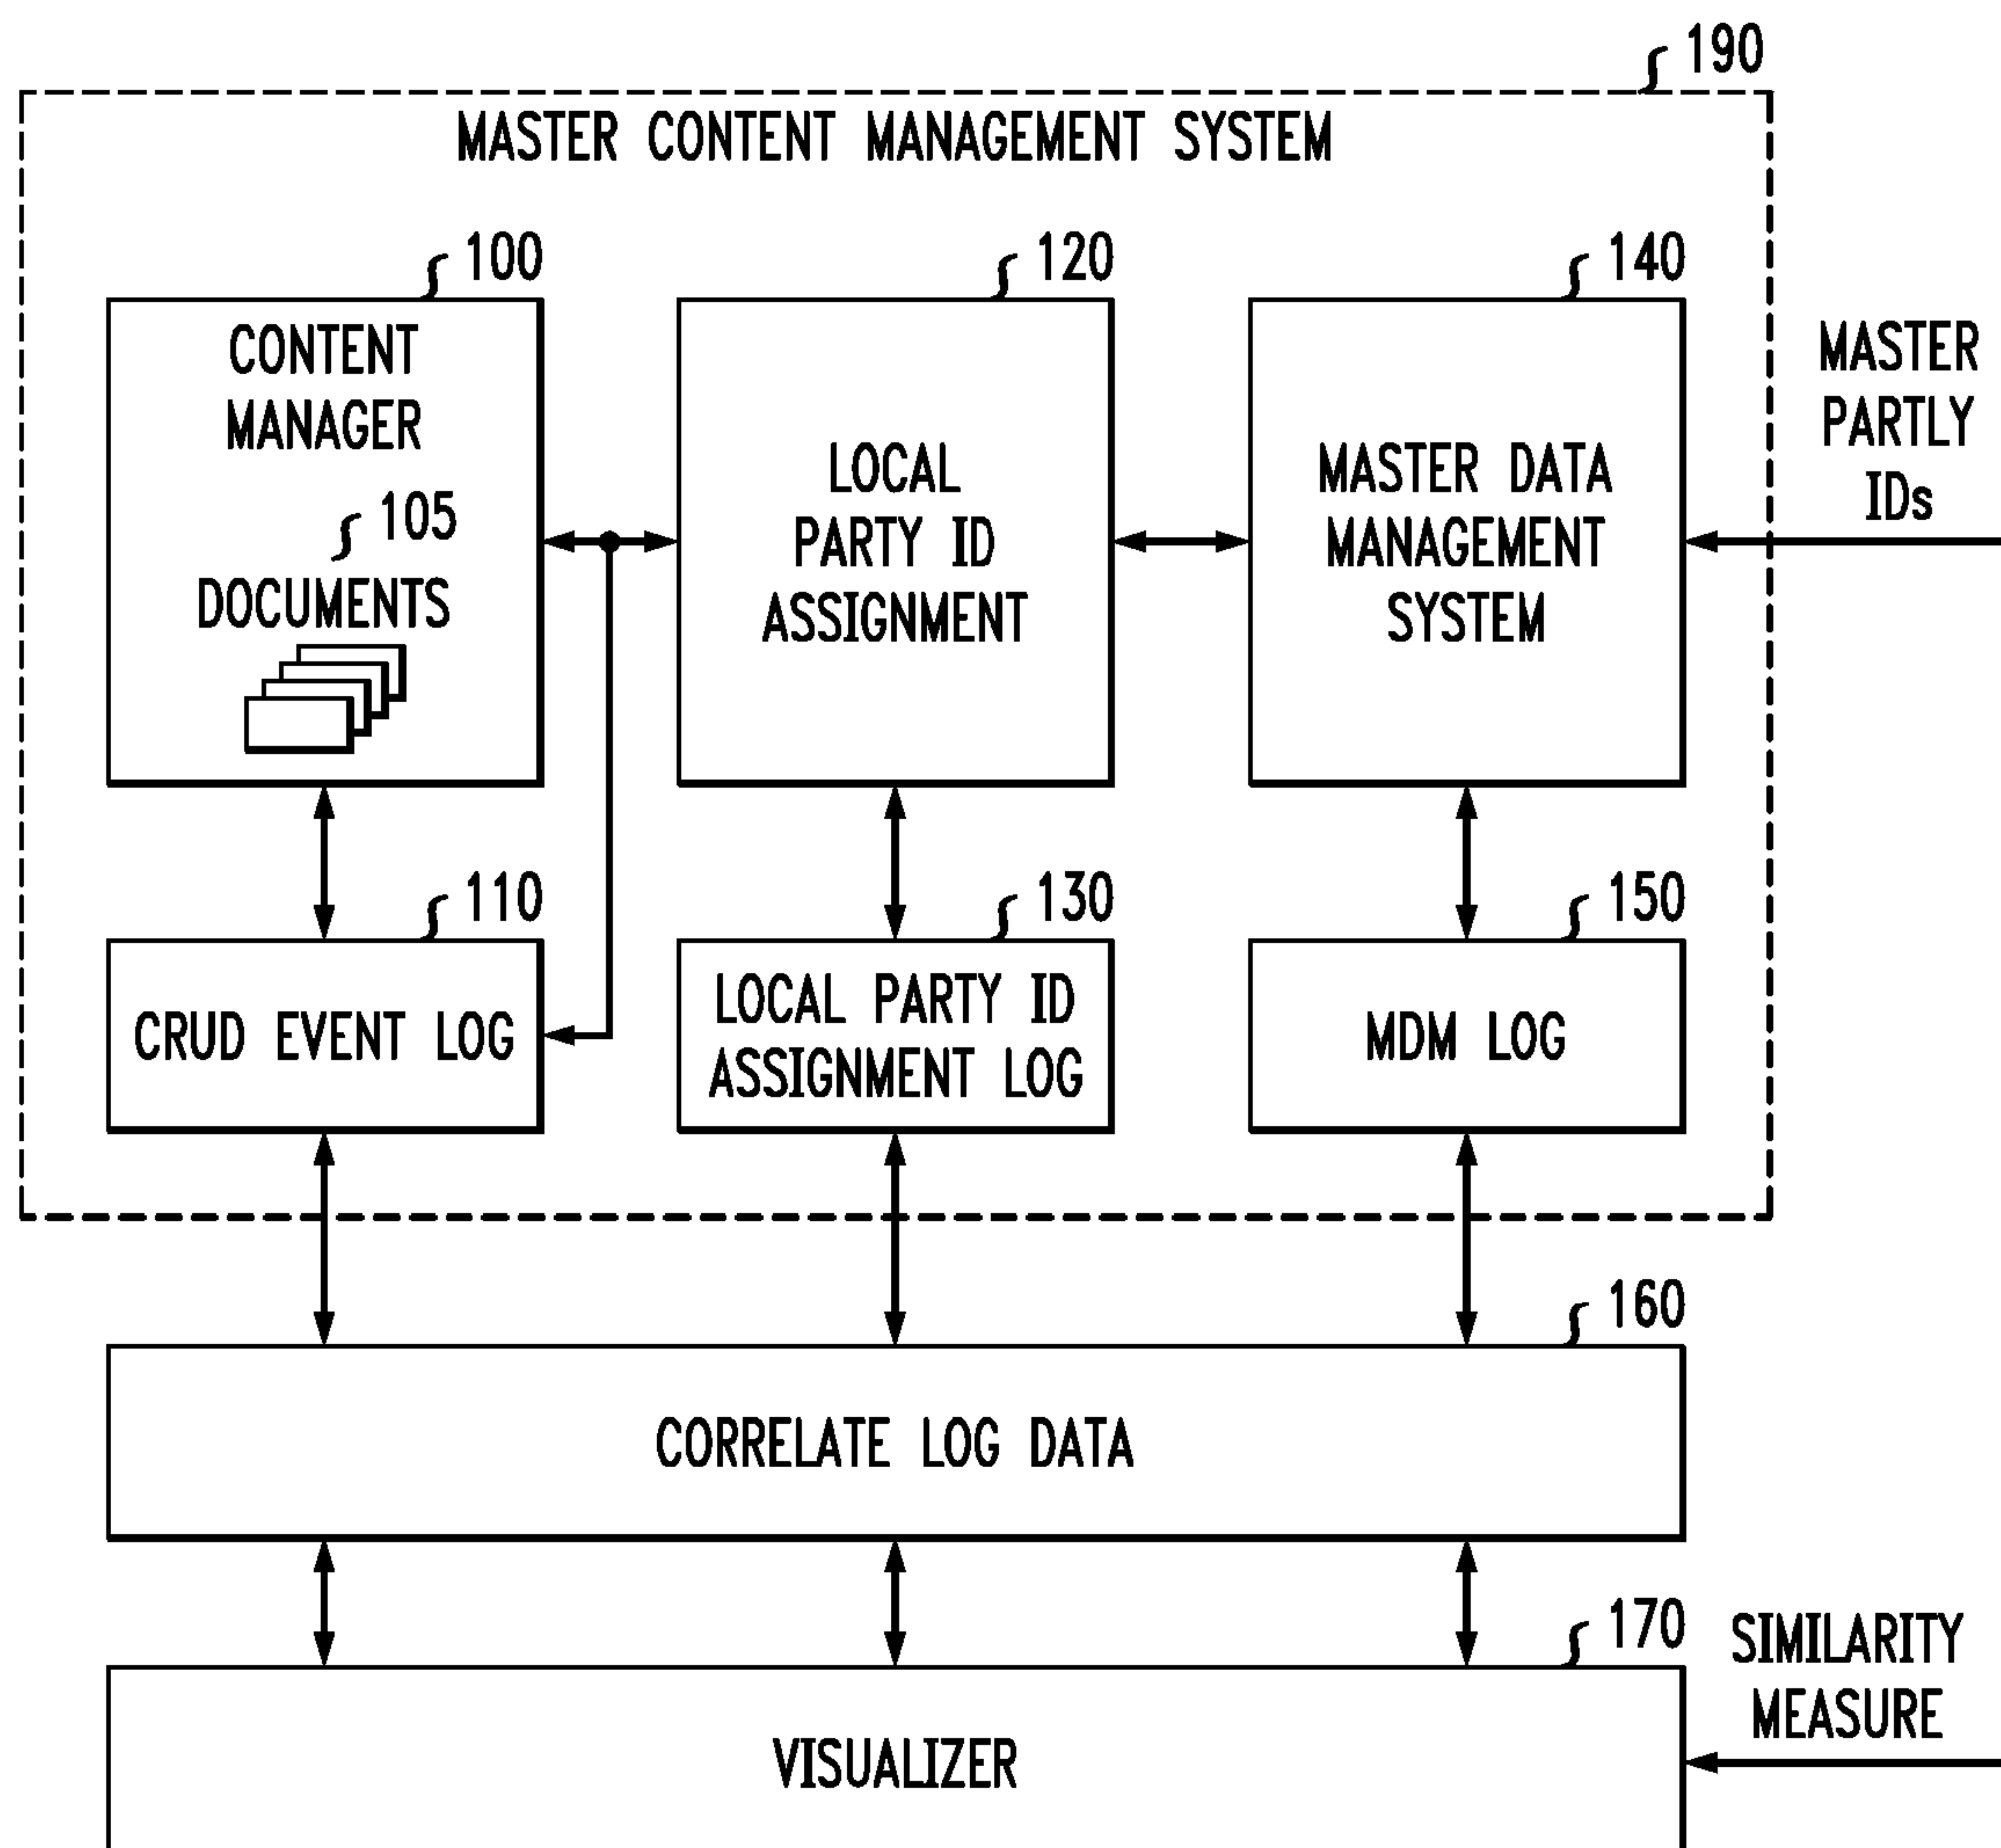 190
MASTER CONTENT MANAGEMENT SYSTEM
100
120
140
CONTENT
MANAGER
105
DOCUMENTS
LOCAL
PARTY ID
ASSIGNMENT
MASTER DATA
MANAGEMENT
SYSTEM
MASTER
PARTLY
IDs
110
130
150
CRUD EVENT LOG
LOCAL PARTY ID
ASSIGNMENT LOG
MDM LOG
160
CORRELATE LOG DATA
170
VISUALIZER
SIMILARITY
MEASURE